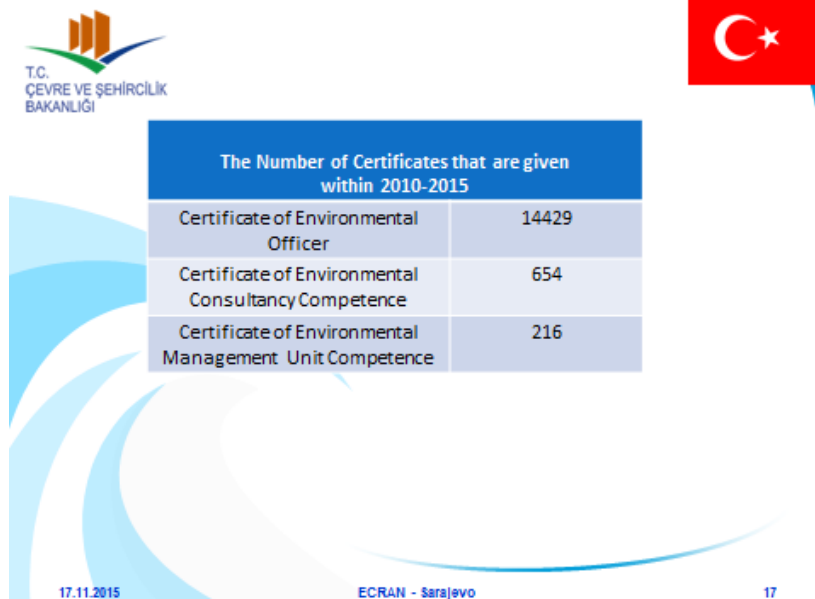 T.C.
ÇEVRE VE ŞEHİRCİLİK
BAKANLIĞI
The Number of Certificates that are given
within 2010-2015
Certificate of Environmental
Officer
14429
Certificate of Environmental
Consultancy Competence
654
Certificate of Environmental
Management Unit Competence
216
17.11.2015
ECRAN - Sarajevo
17